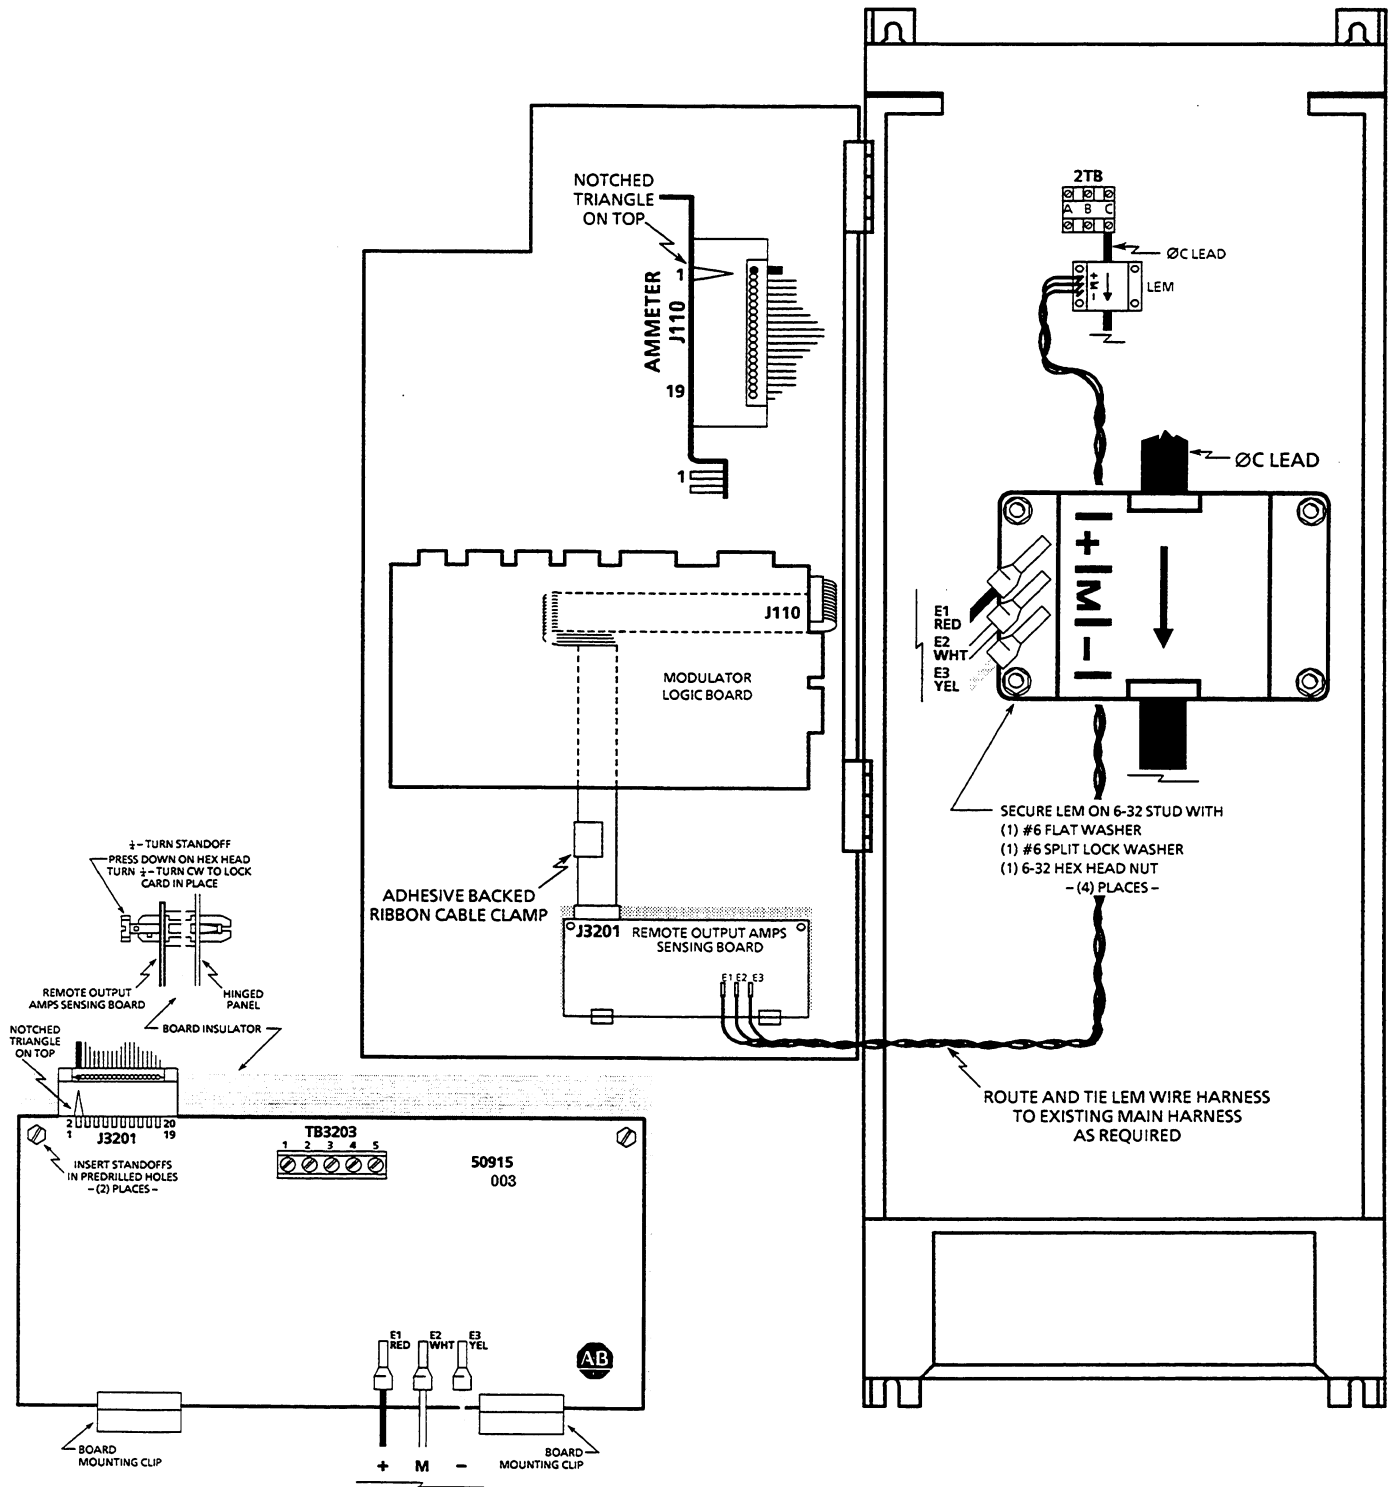 2TB
A B C
ØC LEAD
+ M -
LEM
NOTCHED
TRIANGLE
ON TOP
1
AMMETER
J110
19
1
ØC LEAD
+ M -
E1
RED
E2
WHT
E3
YEL
J110
MODULATOR
LOGIC BOARD
SECURE LEM ON 6-32 STUD WITH
(1) #6 FLAT WASHER
(1) #6 SPLIT LOCK WASHER
(1) 6-32 HEX HEAD NUT
- (4) PLACES -
ADHESIVE BACKED
RIBBON CABLE CLAMP
J3201
REMOTE OUTPUT AMPS
SENSING BOARD
E1 E2 E3
ROUTE AND TIE LEM WIRE HARNESS
TO EXISTING MAIN HARNESS
AS REQUIRED
¼ - TURN STANDOFF
PRESS DOWN ON HEX HEAD
TURN ¼ - TURN CW TO LOCK
CARD IN PLACE
REMOTE OUTPUT
AMPS SENSING BOARD
HINGED
PANEL
BOARD INSULATOR
NOTCHED
TRIANGLE
ON TOP
2 20
1 19
J3201
INSERT STANDOFFS
IN PREDRILLED HOLES
- (2) PLACES -
TB3203
1 2 3 4 5
50915
003
E1
RED
E2
WHT
E3
YEL
AB
BOARD
MOUNTING CLIP
BOARD
MOUNTING CLIP
+ M -